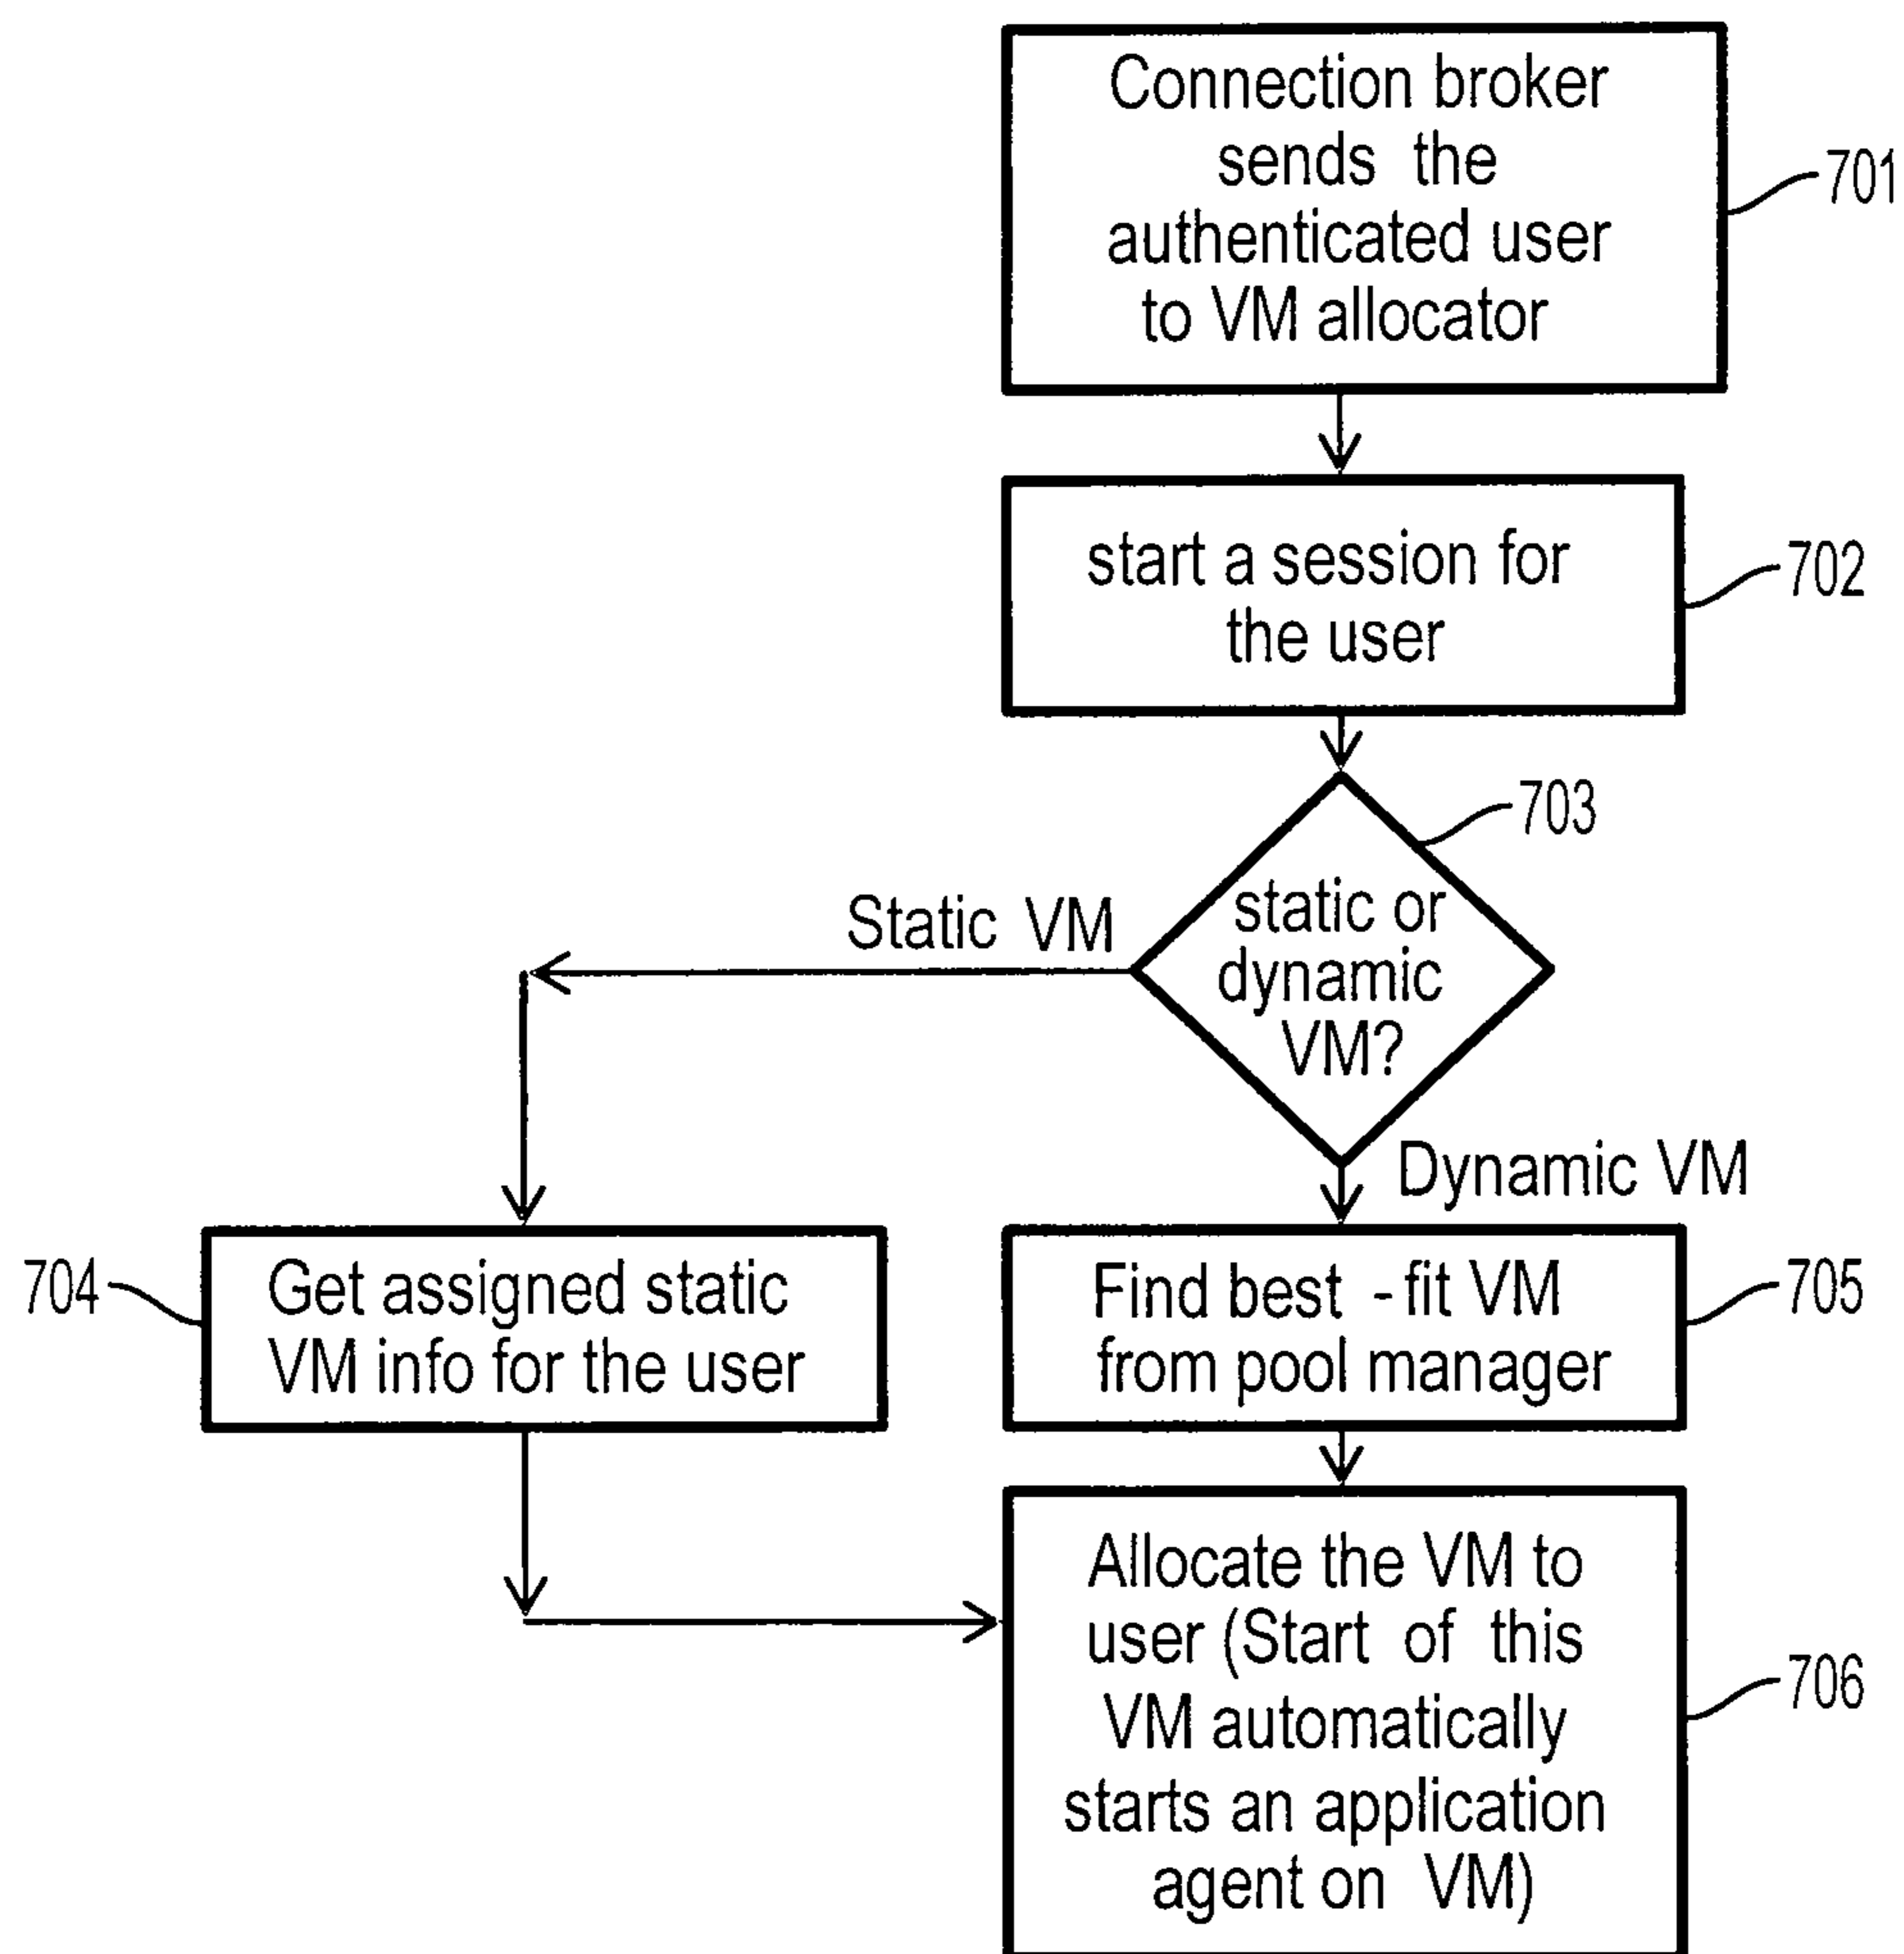 Connection broker
sends the
authenticated user
to VM allocator
701
start a session for
the user
702
703
static or
dynamic
VM?
Static VM
Dynamic VM
704
Get assigned static
VM info for the user
Find best - fit VM
from pool manager
705
Allocate the VM to
user (Start of this
VM automatically
starts an application
agent on VM)
706